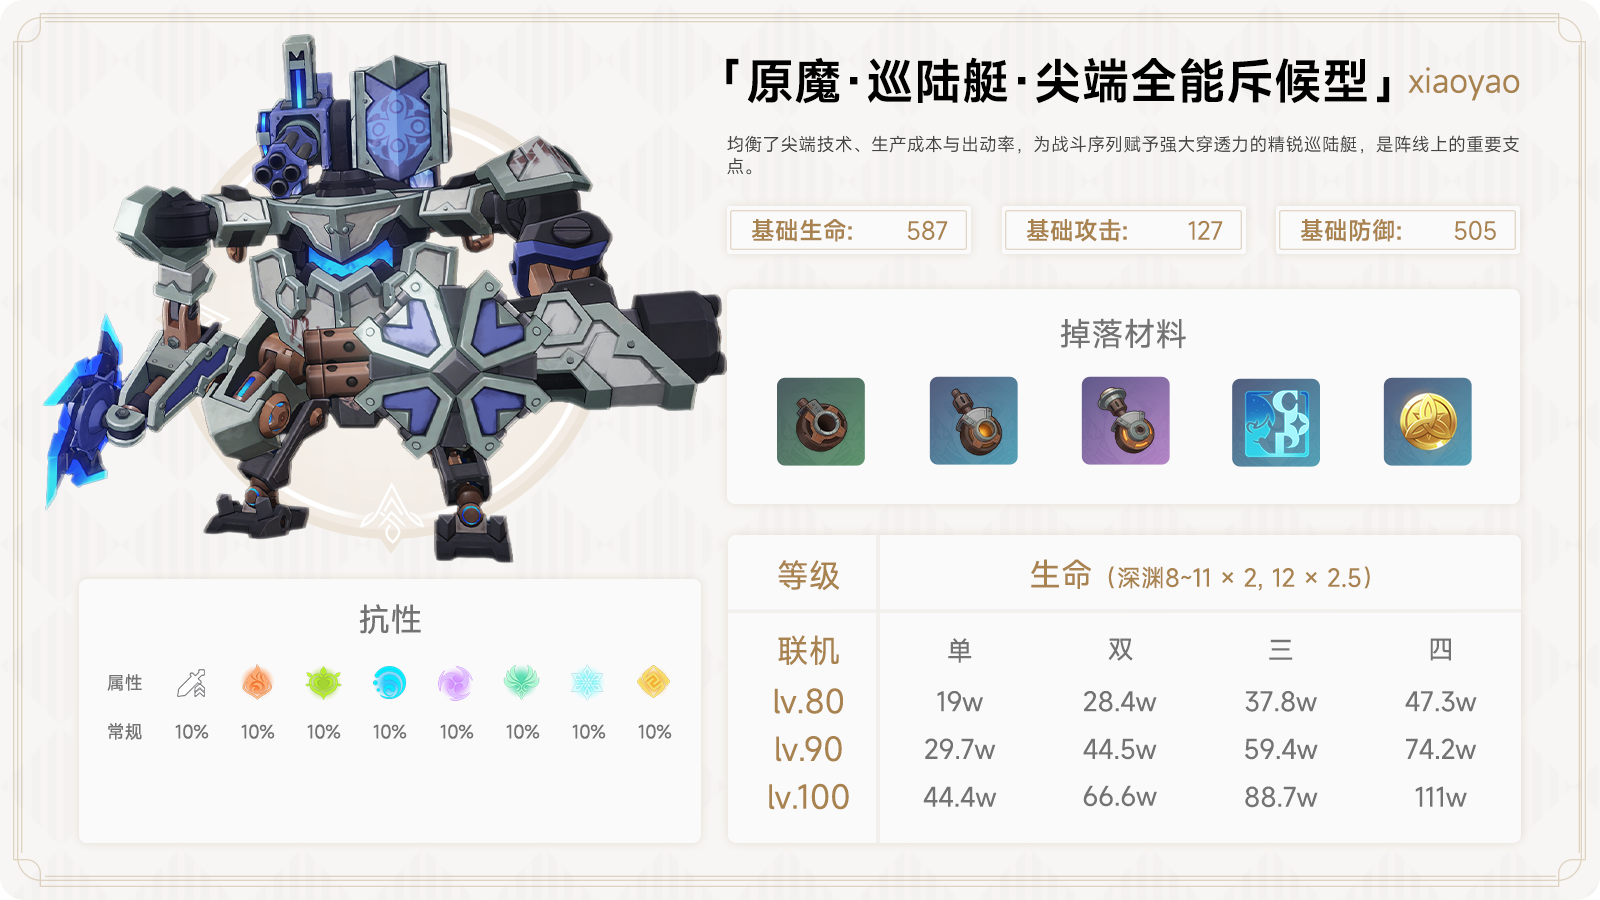 「原魔·巡陆艇·尖端全能斥候型」xiaoyao
均衡了尖端技术、生产成本与出动率，为战斗序列赋予强大穿透力的精锐巡陆艇，是阵线上的重要支
点。
基础生命: 587 基础攻击: 127 基础防御: 505
掉落材料
COP
抗性
属性
常规 10% 10% 10% 10% 10% 10% 10% 10%
等级 生命（深渊8~11 × 2, 12 × 2.5）
联机 单 双 三 四
lv.80 19w 28.4w 37.8w 47.3w
lv.90 29.7w 44.5w 59.4w 74.2w
lv.100 44.4w 66.6w 88.7w 111w